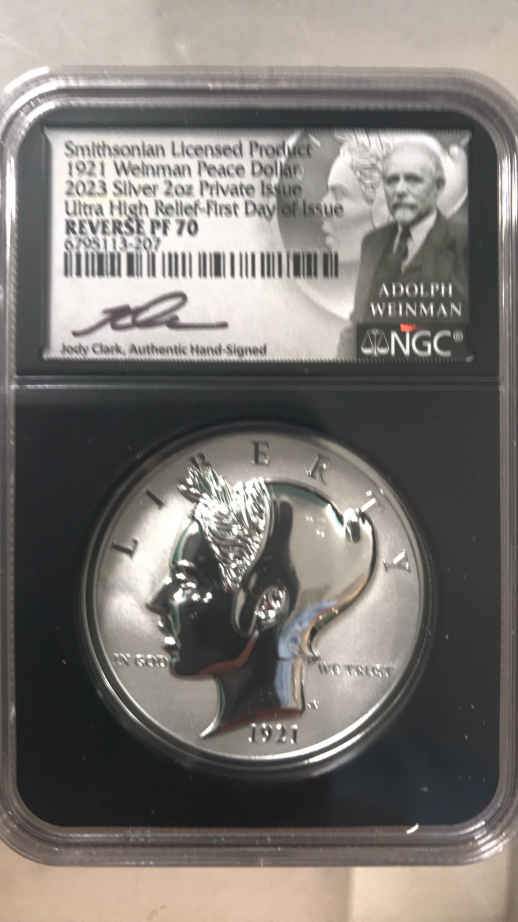 Smithsonian Licensed Product
1921 Weinman Peace Dollar
2023 Silver 2oz Private Issue
Ultra High Relief-First Day of Issue
REVERSE PF 70
6795113-207
Jody Clark, Authentic Hand-Signed
ADOLPH
WEINMAN
NGC®
LIBERTY
IN GOD WE TRUST
1921